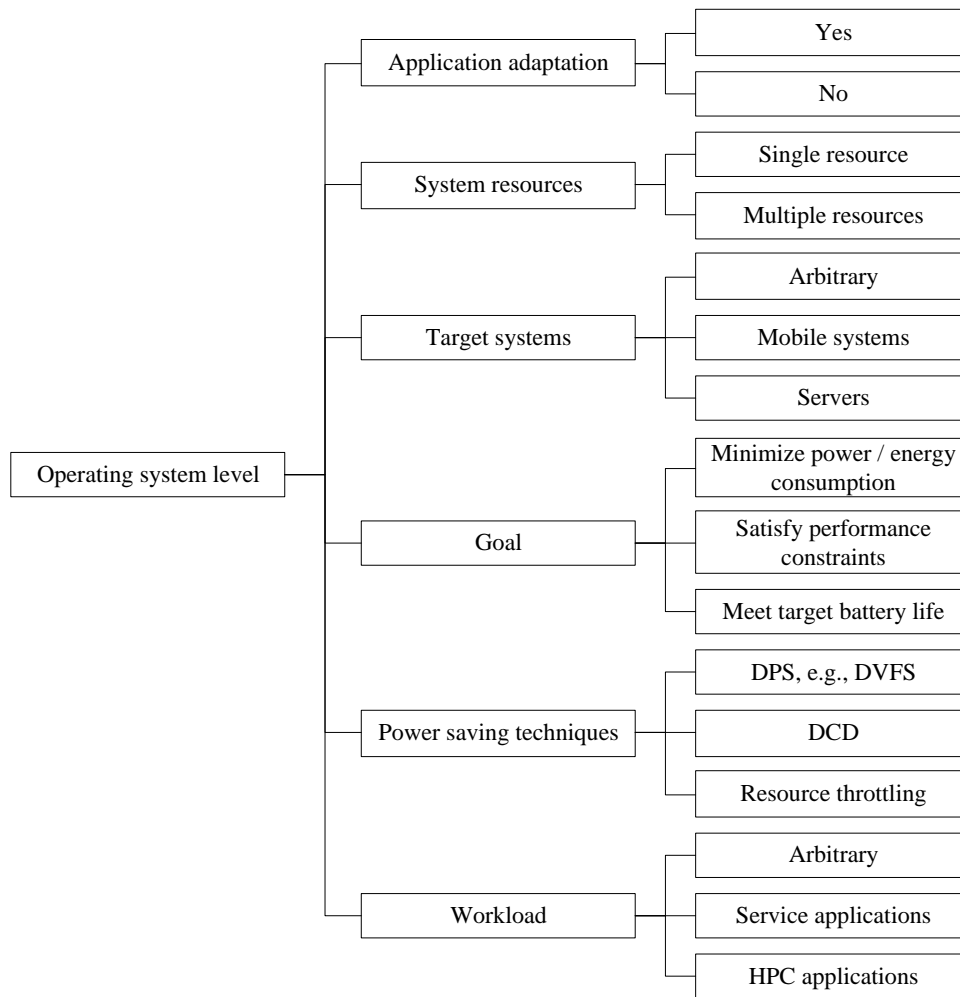 Operating system level
Application adaptation
Yes
No
System resources
Single resource
Multiple resources
Target systems
Arbitrary
Mobile systems
Servers
Goal
Minimize power / energy
consumption
Satisfy performance
constraints
Meet target battery life
Power saving techniques
DPS, e.g., DVFS
DCD
Resource throttling
Workload
Arbitrary
Service applications
HPC applications